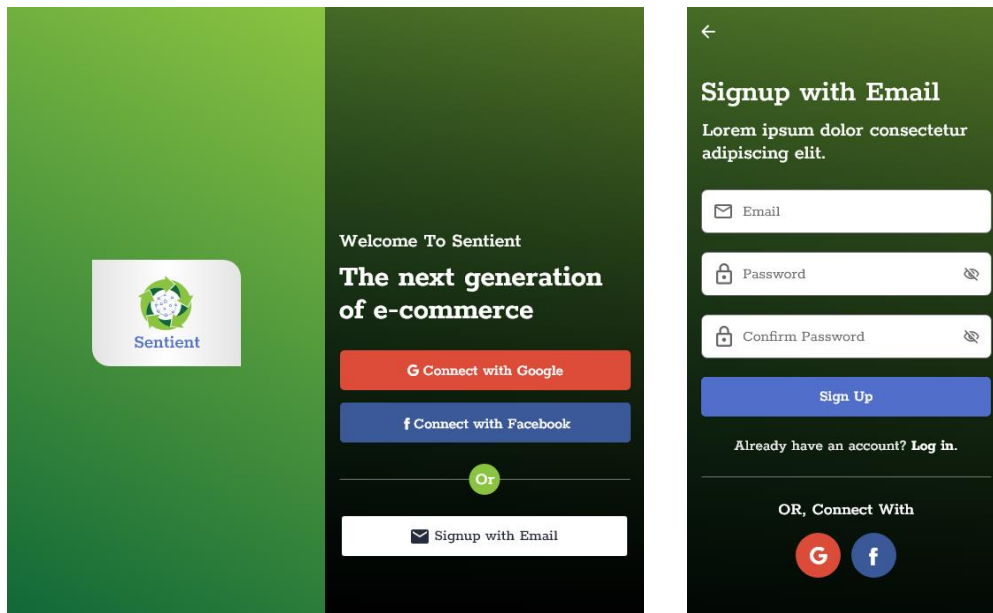 Sentient
Welcome To Sentient
The next generation
of e-commerce
G Connect with Google
f Connect with Facebook
Or
Signup with Email
Signup with Email
Lorem ipsum dolor consectetur
adipiscing elit.
Email
Password
Confirm Password
Sign Up
Already have an account? Log in.
OR, Connect With
G f